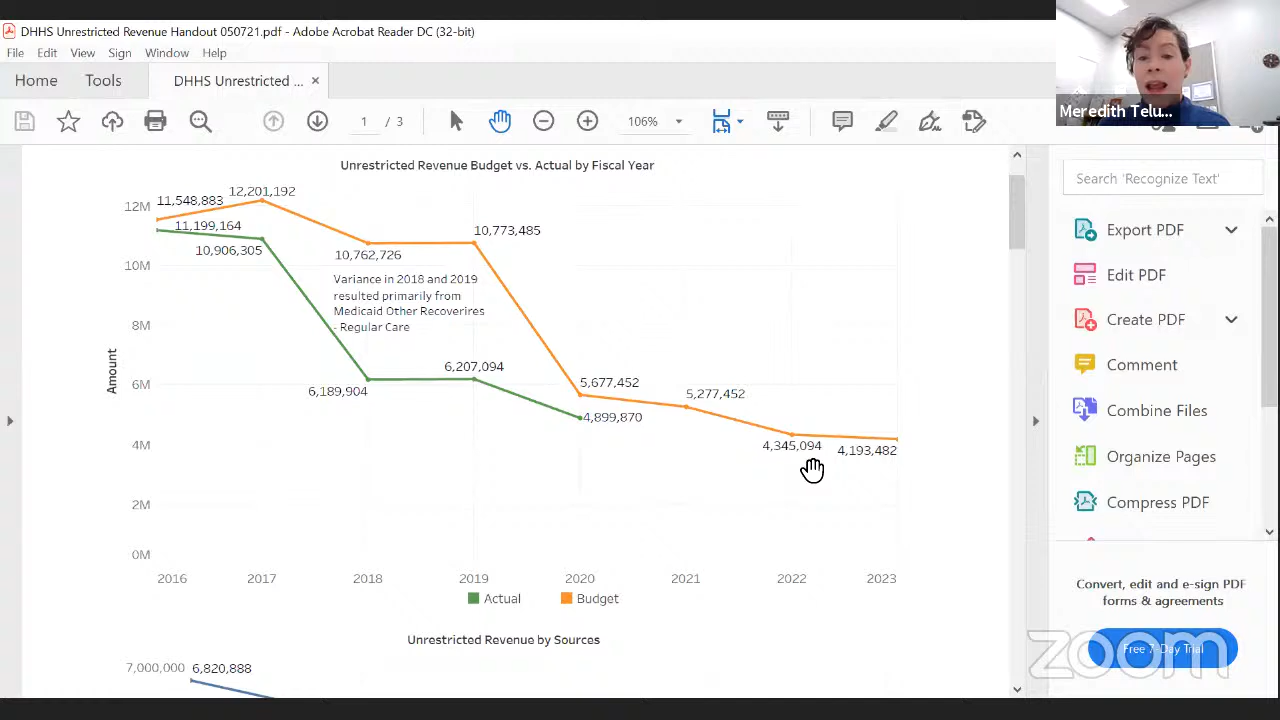 DHHS Unrestricted Revenue Handout 050721.pdf - Adobe Acrobat Reader DC (32-bit)
File Edit View Sign Window Help
Home Tools DHHS Unrestricted ... ×
1 / 3 106%
Meredith Telu...
Unrestricted Revenue Budget vs. Actual by Fiscal Year
12M
10M
8M
6M
4M
2M
0M
Amount
11,548,883
12,201,192
11,199,164
10,906,305
10,762,726
10,773,485
Variance in 2018 and 2019
resulted primarily from
Medicaid Other Recoverires
- Regular Care
6,189,904
6,207,094
5,677,452
4,899,870
5,277,452
4,345,094
4,193,482
2016 2017 2018 2019 2020 2021 2022 2023
Actual Budget
Unrestricted Revenue by Sources
7,000,000 6,820,888
Search 'Recognize Text'
Export PDF
Edit PDF
Create PDF
Comment
Combine Files
Organize Pages
Compress PDF
Convert, edit and e-sign PDF
forms & agreements
Free 7-Day Trial
zoom